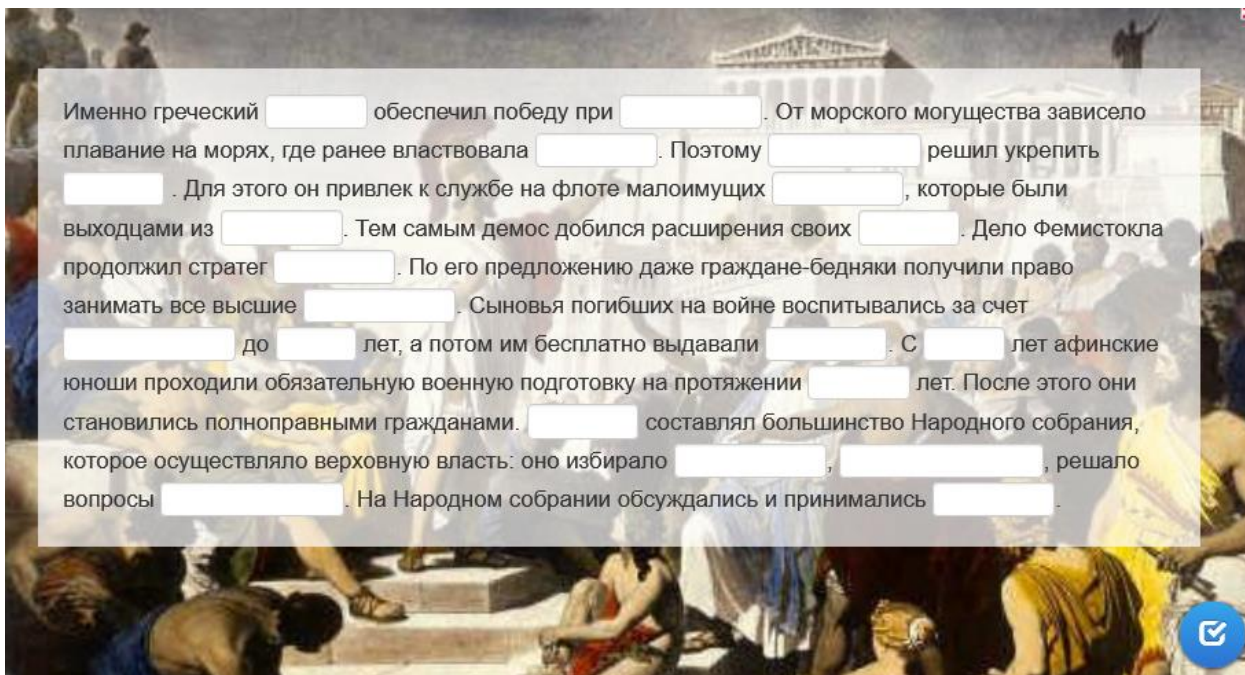 Именно греческий обеспечил победу при . От морского могущества зависело
плавание на морях, где ранее властвовала . Поэтому решил укрепить
. Для этого он привлек к службе на флоте малоимущих , которые были
выходцами из . Тем самым демос добился расширения своих . Дело Фемистокла
продолжил стратег . По его предложению даже граждане-бедняки получили право
занимать все высшие . Сыновья погибших на войне воспитывались за счет
до лет, а потом им бесплатно выдавали . С лет афинские
юноши проходили обязательную военную подготовку на протяжении лет. После этого они
становились полноправными гражданами. составлял большинство Народного собрания,
которое осуществляло верховную власть: оно избирало , , решало
вопросы . На Народном собрании обсуждались и принимались .